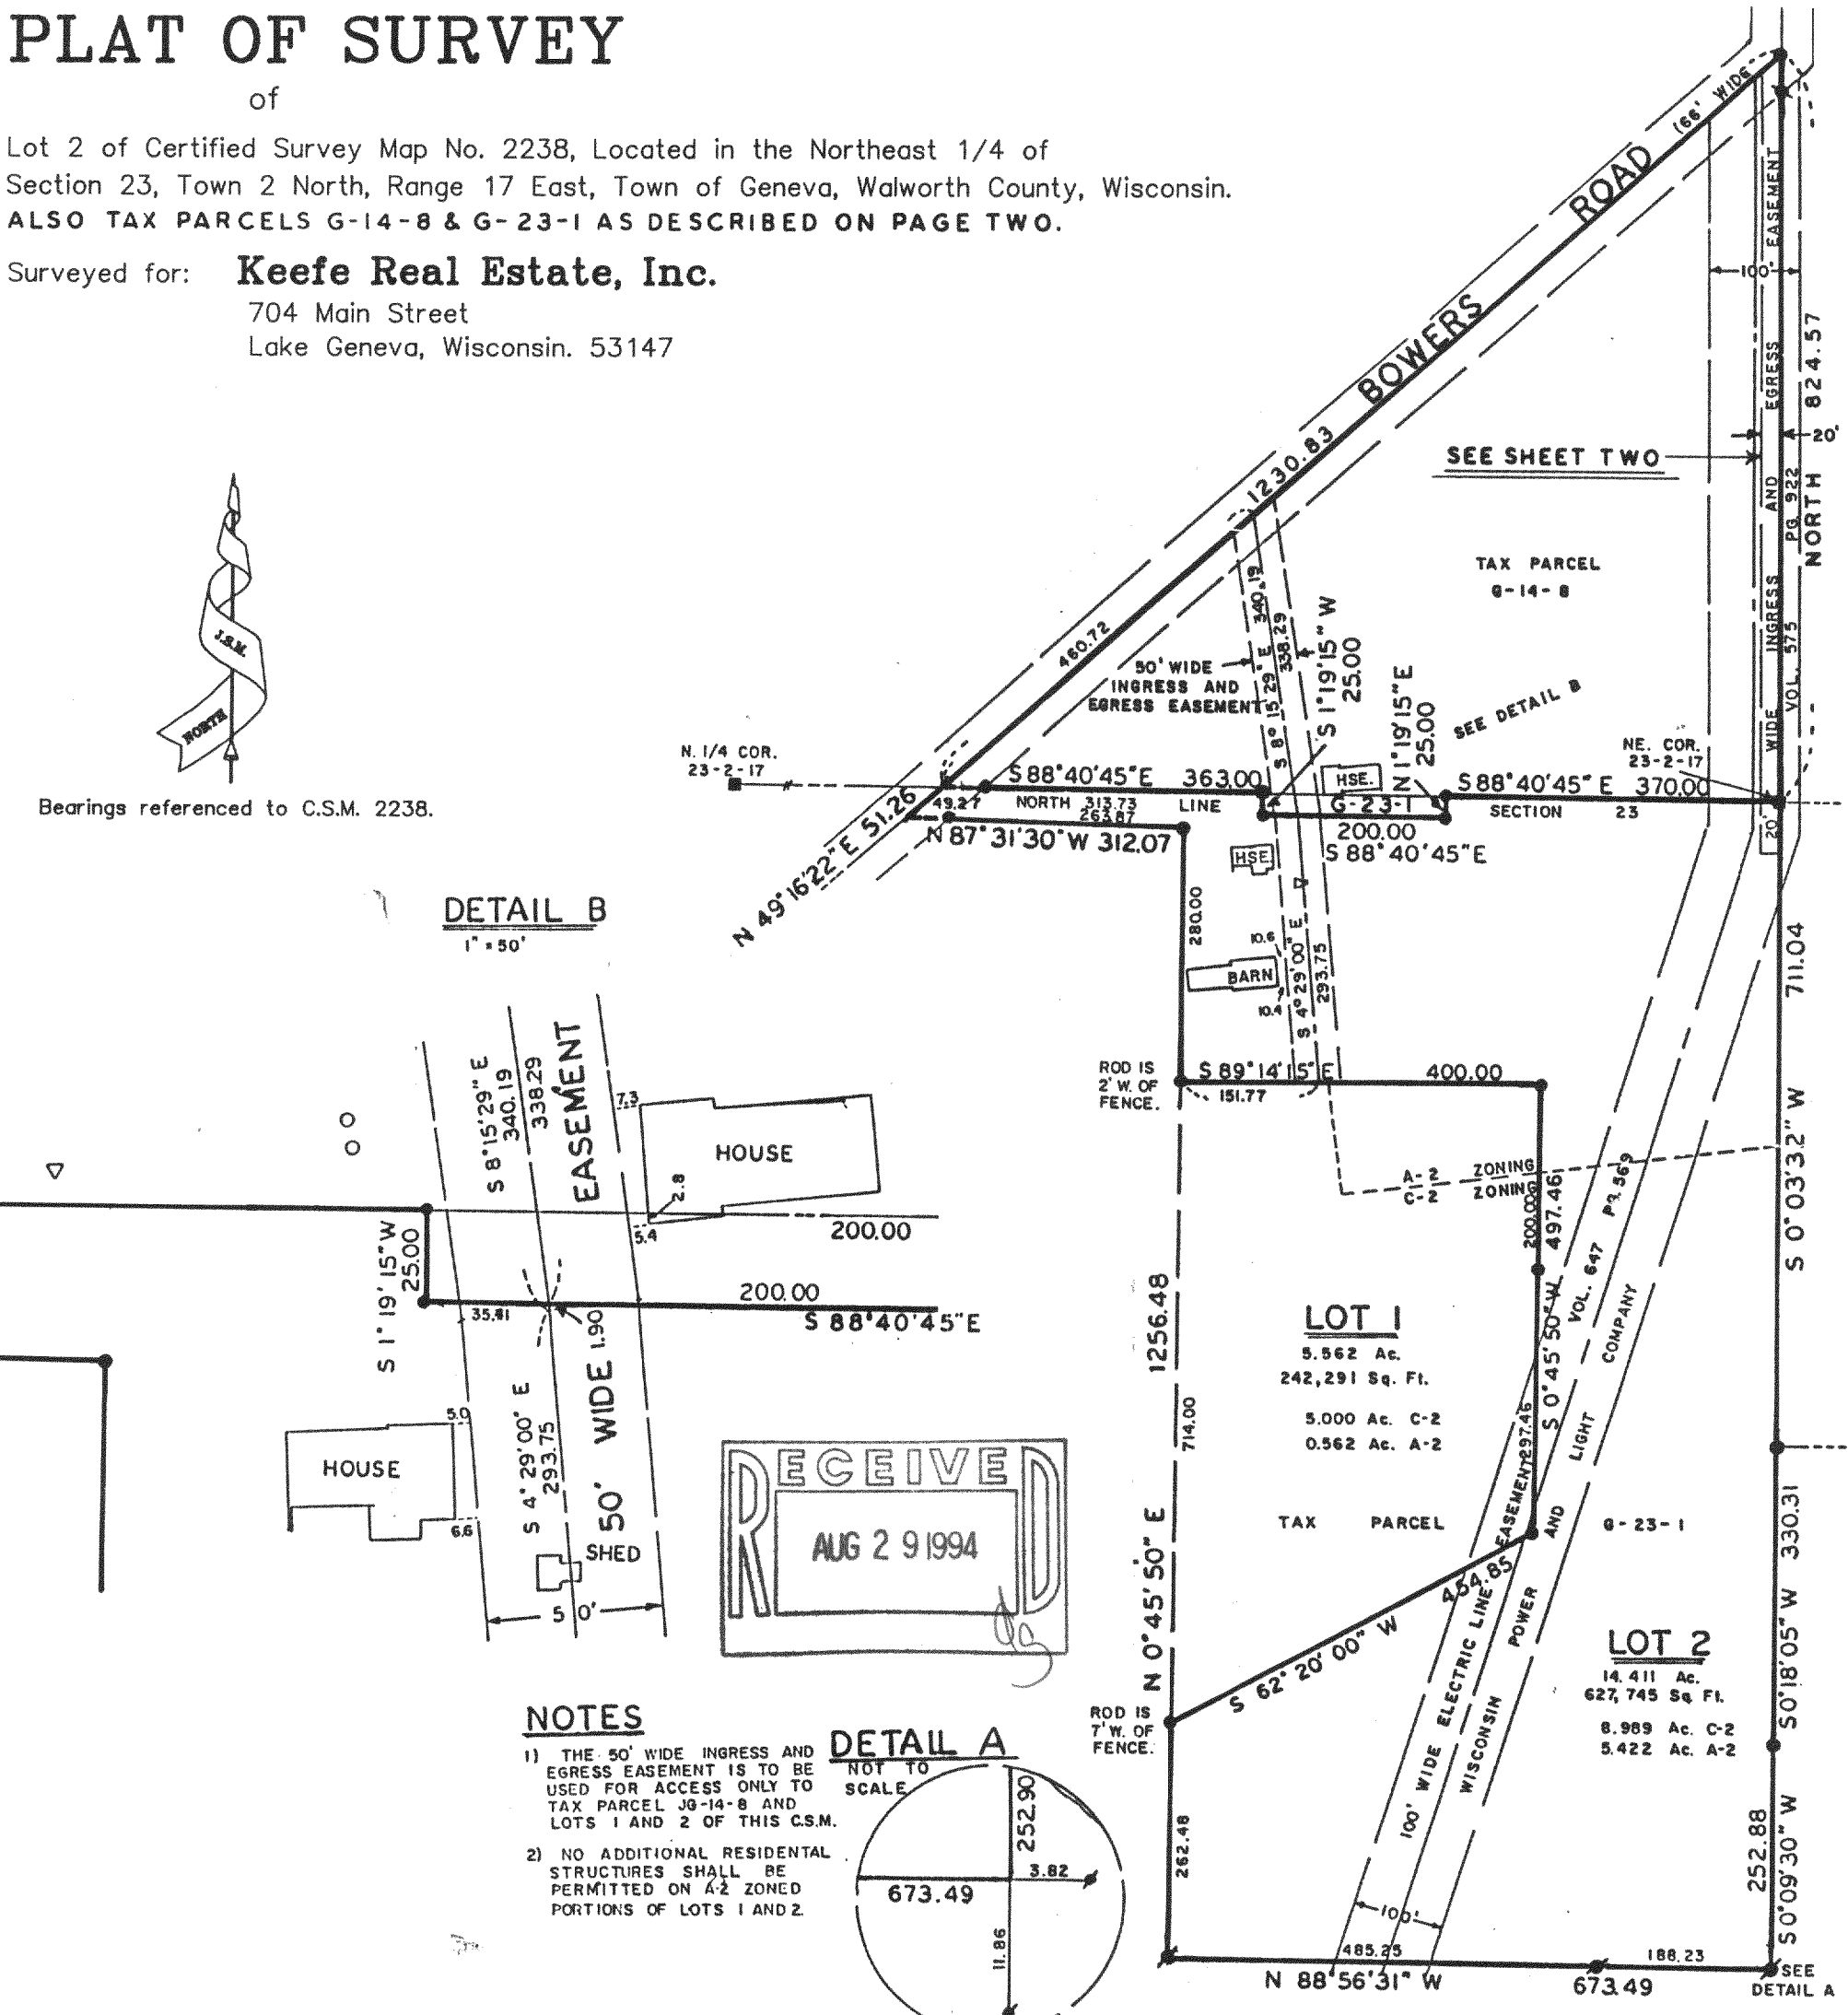 PLAT OF SURVEY
of
Lot 2 of Certified Survey Map No. 2238, Located in the Northeast 1/4 of
Section 23, Town 2 North, Range 17 East, Town of Geneva, Walworth County, Wisconsin.
ALSO TAX PARCELS G-14-8 & G-23-1 AS DESCRIBED ON PAGE TWO.
Surveyed for: Keefe Real Estate, Inc.
704 Main Street
Lake Geneva, Wisconsin. 53147
J.S.M.
NORTH
Bearings referenced to C.S.M. 2238.
BOWERS ROAD (66' WIDE
1230.83
460.72
100'
20'
WIDE INGRESS AND EGRESS EASEMENT
VOL. 575 PG 922
NORTH 824.57
SEE SHEET TWO
TAX PARCEL
G-14-8
50' WIDE
INGRESS AND
EGRESS EASEMENT
340.19
S 8° 15' 29" E
338.29
S 1°19'15" W
25.00
N 1°19'15"E
25.00
SEE DETAIL B
N. 1/4 COR.
23-2-17
NE. COR.
23-2-17
S 88°40'45"E 363.00
HSE.
S 88°40'45" E 370.00
49.27
NORTH 313.73 LINE
263.87
G-23-1
SECTION 23
200.00
S 88°40'45"E
20'
N 49°16'22"E 51.26
N 87°31'30"W 312.07
HSE
280.00
10.6
BARN
10.4
S 4°29'00" E
293.75
711.04
ROD IS
2' W. OF
FENCE.
S 89°14'15" E 400.00
151.77
A-2 ZONING
C-2 ZONING
200.00
497.46
S 0°45'50" W
297.46
S 0°03'32" W
VOL. 647 Pg. 569
1256.48
714.00
N 0°45'50" E
LOT 1
5.562 Ac.
242,291 Sq. Ft.
5.000 Ac. C-2
0.562 Ac. A-2
TAX PARCEL G-23-1
100' WIDE ELECTRIC LINE EASEMENT
WISCONSIN POWER AND LIGHT COMPANY
454.85
S 62°20'00" W
330.31
S 0°18'05" W
LOT 2
14.411 Ac.
627,745 Sq Ft.
8.989 Ac. C-2
5.422 Ac. A-2
ROD IS
7' W. OF
FENCE.
262.48
100'
252.88
S 0°09'30" W
485.25
188.23
N 88°56'31" W 673.49
SEE
DETAIL A
DETAIL B
1" = 50'
S 8°15'29" E
340.19
338.29
EASEMENT
7.3
HOUSE
2.8
5.4
200.00
S 1°19'15" W
25.00
200.00
35.41
S 88°40'45"E
1.90
50' WIDE
S 4°29'00" E
293.75
5.0
HOUSE
6.6
SHED
50'
RECEIVED
AUG 29 1994
NOTES
1) THE 50' WIDE INGRESS AND
EGRESS EASEMENT IS TO BE
USED FOR ACCESS ONLY TO
TAX PARCEL JG-14-8 AND
LOTS 1 AND 2 OF THIS C.S.M.
2) NO ADDITIONAL RESIDENTAL
STRUCTURES SHALL BE
PERMITTED ON A-2 ZONED
PORTIONS OF LOTS 1 AND 2.
DETAIL A
NOT TO
SCALE
252.90
3.82
673.49
11.86